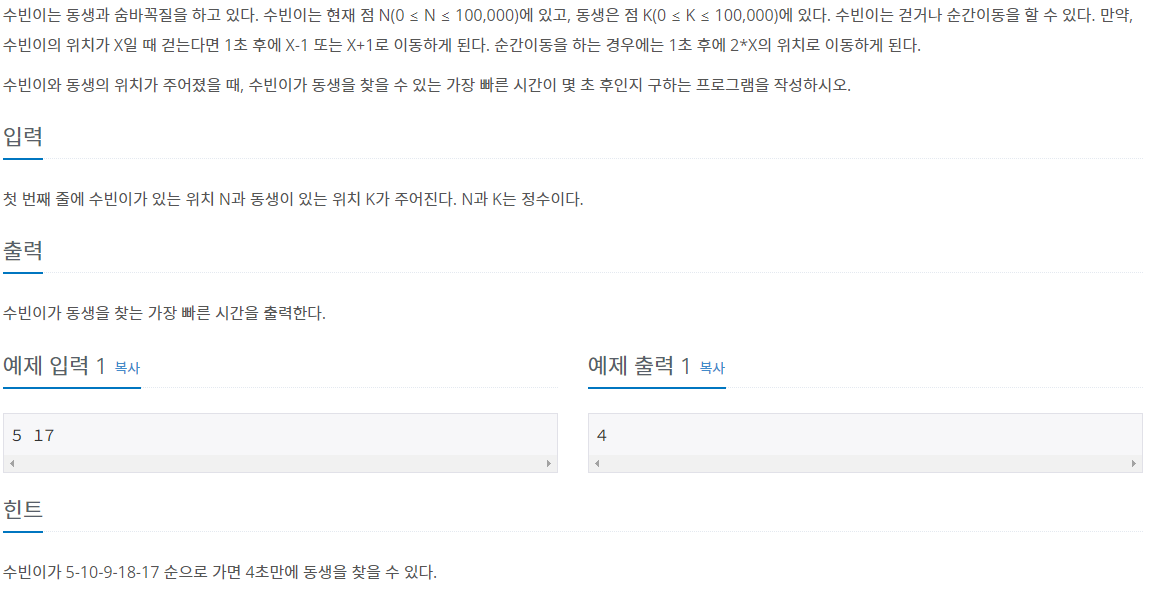 수빈이는 동생과 숨바꼭질을 하고 있다. 수빈이는 현재 점 N(0 ≤ N ≤ 100,000)에 있고, 동생은 점 K(0 ≤ K ≤ 100,000)에 있다. 수빈이는 걷거나 순간이동을 할 수 있다. 만약,
수빈이의 위치가 X일 때 걷는다면 1초 후에 X-1 또는 X+1로 이동하게 된다. 순간이동을 하는 경우에는 1초 후에 2*X의 위치로 이동하게 된다.
수빈이와 동생의 위치가 주어졌을 때, 수빈이가 동생을 찾을 수 있는 가장 빠른 시간이 몇 초 후인지 구하는 프로그램을 작성하시오.
입력
첫 번째 줄에 수빈이가 있는 위치 N과 동생이 있는 위치 K가 주어진다. N과 K는 정수이다.
출력
수빈이가 동생을 찾는 가장 빠른 시간을 출력한다.
예제 입력 1 복사
5 17
예제 출력 1 복사
4
힌트
수빈이가 5-10-9-18-17 순으로 가면 4초만에 동생을 찾을 수 있다.